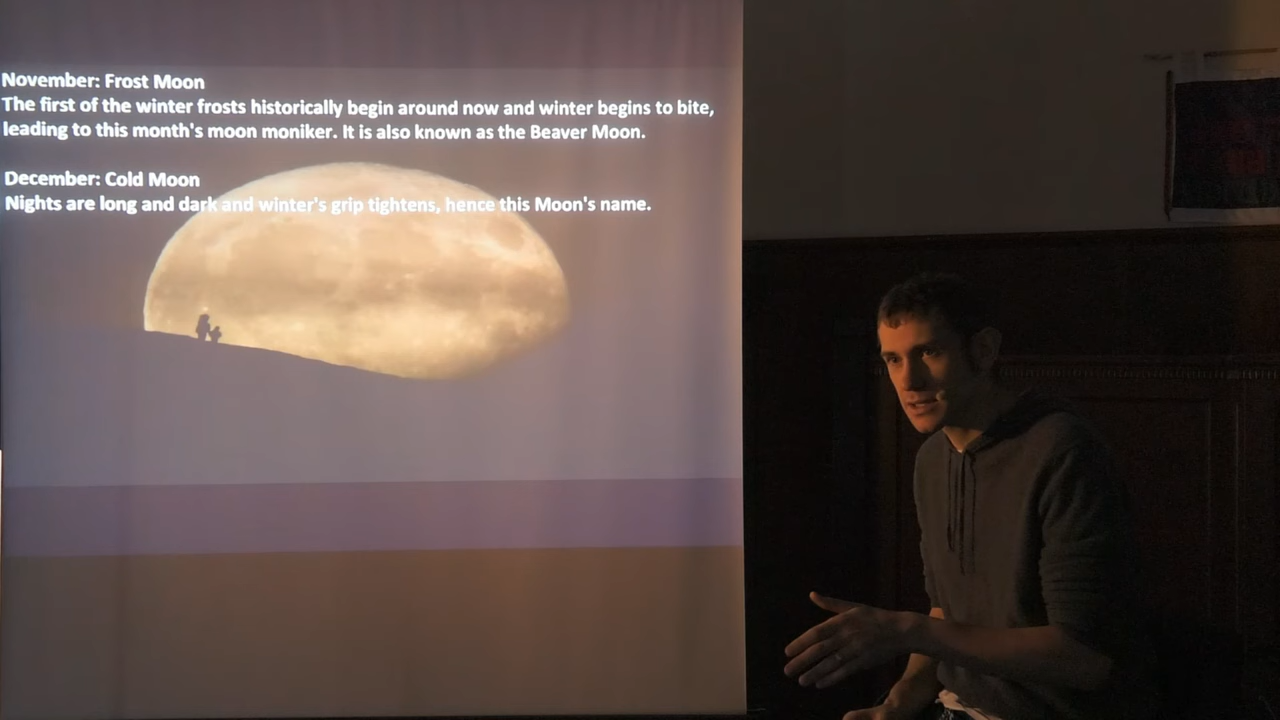 November: Frost Moon
The first of the winter frosts historically begin around now and winter begins to bite,
leading to this month's moon moniker. It is also known as the Beaver Moon.
December: Cold Moon
Nights are long and dark and winter's grip tightens, hence this Moon's name.